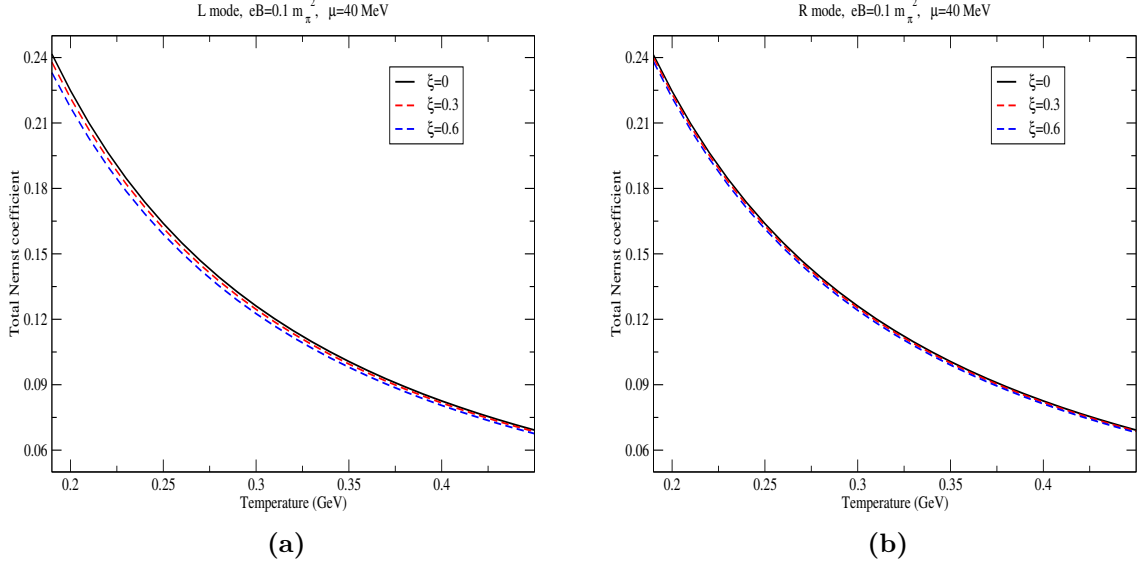 L mode, eB=0.1 m_π^2, μ=40 MeV
Total Nernst coefficient
0.24
0.21
0.18
0.15
0.12
0.09
0.06
ξ=0
ξ=0.3
ξ=0.6
0.2 0.25 0.3 0.35 0.4
Temperature (GeV)
(a)
R mode, eB=0.1 m_π^2, μ=40 MeV
Total Nernst coefficient
0.24
0.21
0.18
0.15
0.12
0.09
0.06
ξ=0
ξ=0.3
ξ=0.6
0.2 0.25 0.3 0.35 0.4
Temperature (GeV)
(b)